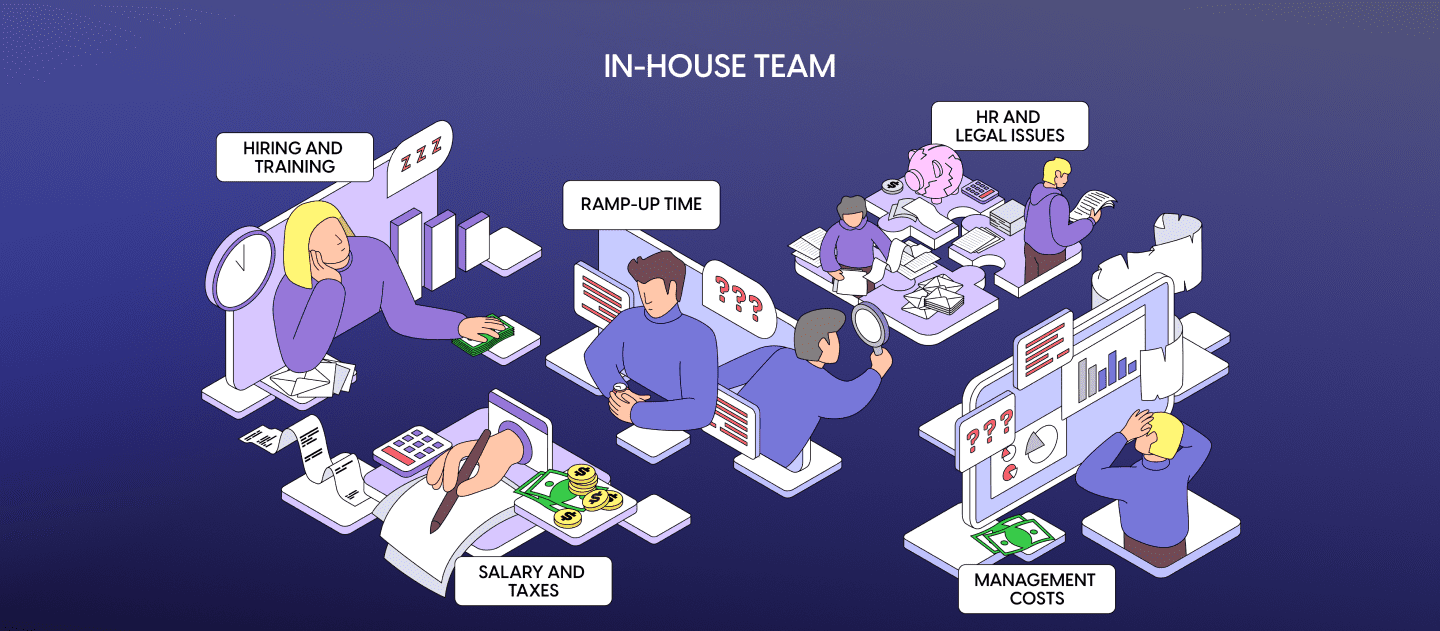 IN-HOUSE TEAM
HR AND
LEGAL ISSUES
HIRING AND
TRAINING
Z Z Z
RAMP-UP TIME
$
???
???
$
$
$
$
SALARY AND
TAXES
MANAGEMENT
COSTS